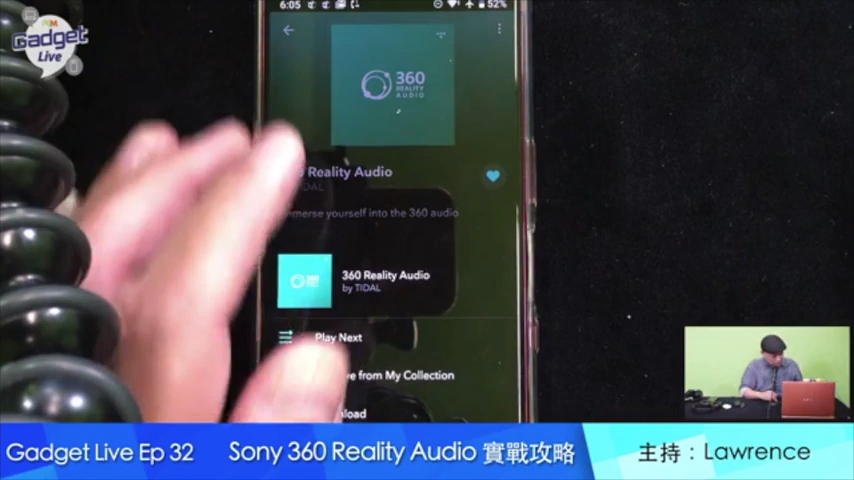 6:05
52%
PCM
Gadget
Live
360
REALITY
AUDIO
Reality Audio
merse yourself into the 360 audio
360 Reality Audio
by TIDAL
Play Next
ve from My Collection
load
Gadget Live Ep 32
Sony 360 Reality Audio 實戰攻略
主持：Lawrence